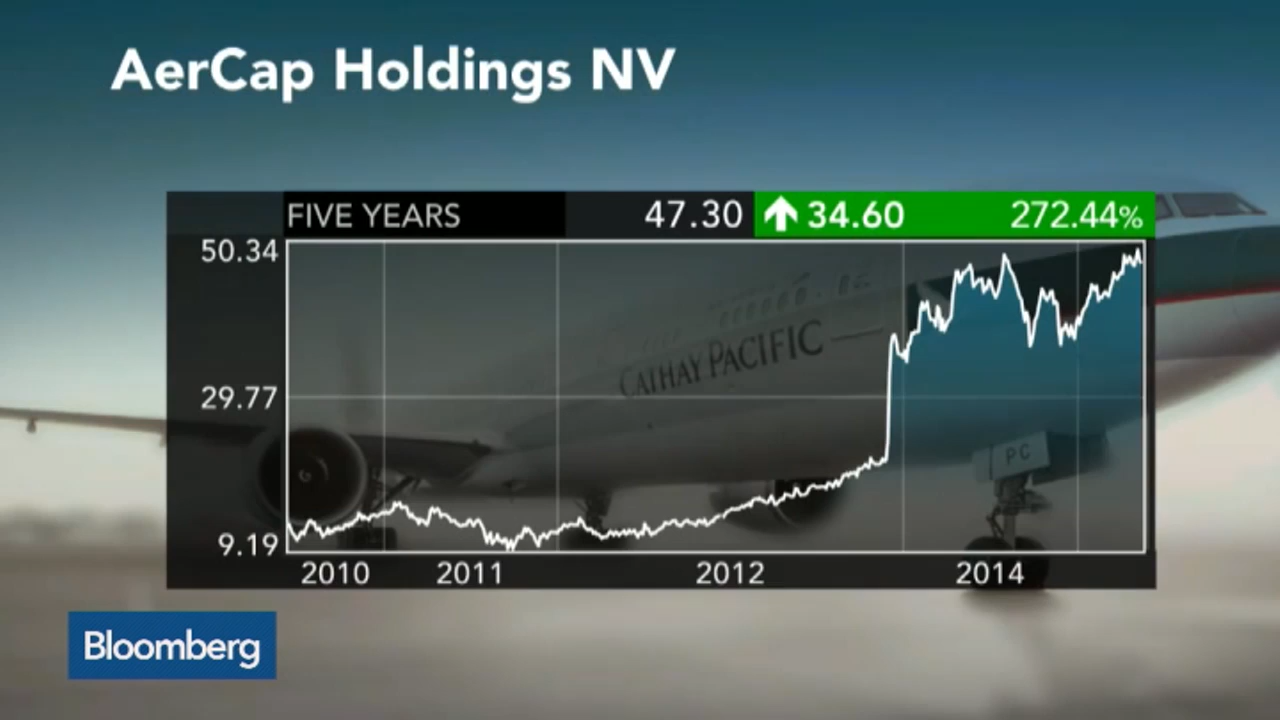 AerCap Holdings NV
FIVE YEARS 47.30 34.60 272.44%
50.34
CATHAY PACIFIC
29.77
PC
9.19
2010 2011 2012 2014
Bloomberg